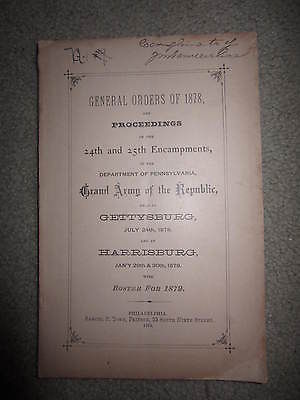 GENERAL ORDERS OF 1878,
AND
PROCEEDINGS
OF THE
24th and 25th Encampments,
OF THE
DEPARTMENT OF PENNSYLVANIA,
Grand Army of the Republic,
HELD AT
GETTYSBURG,
JULY 24th, 1878.
AND AT
HARRISBURG,
JAN'Y 29th & 30th, 1879.
WITH
ROSTER FOR 1879.
PHILADELPHIA
SAMUEL P. TOWN, PRINTER, 23 SOUTH NINTH STREET.
1879.